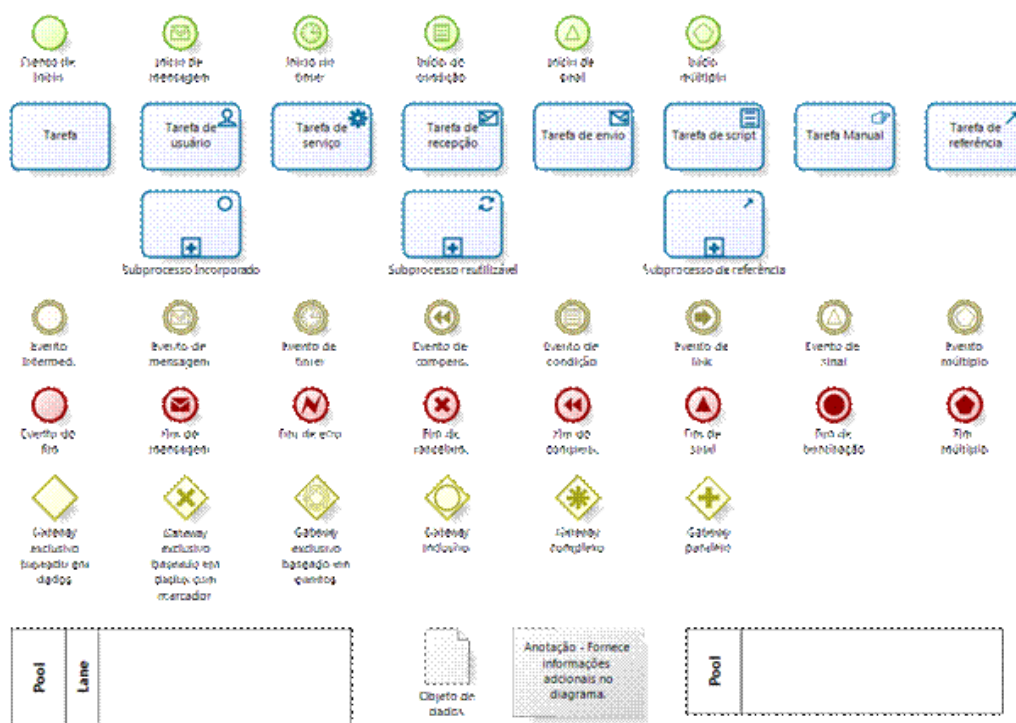 Evento de
Início
Início de
mensagem
Início de
timer
Início de
condição
Início de
sinal
Início
múltiplo
Tarefa
Tarefa de
usuário
Tarefa de
serviço
Tarefa de
recepção
Tarefa de envio
Tarefa de script
Tarefa Manual
Tarefa de
referência
Subprocesso Incorporado
Subprocesso reutilizável
Subprocesso de referência
Evento
Intermed.
Evento de
mensagem
Evento de
timer
Evento de
compens.
Evento de
condição
Evento de
link
Evento de
sinal
Evento
múltiplo
Evento de
fim
Fim de
mensagem
Fim de erro
Fim de
cancelam.
Fim de
compens.
Fim de
sinal
Fim de
terminação
Fim
múltiplo
Gateway
exclusivo
baseado em
dados
Gateway
exclusivo
baseado em
dados com
marcador
Gateway
exclusivo
baseado em
eventos
Gateway
inclusivo
Gateway
complexo
Gateway
paralelo
Pool
Lane
Objeto de
dados
Anotação - Fornece
informações
adcionais no
diagrama.
Pool